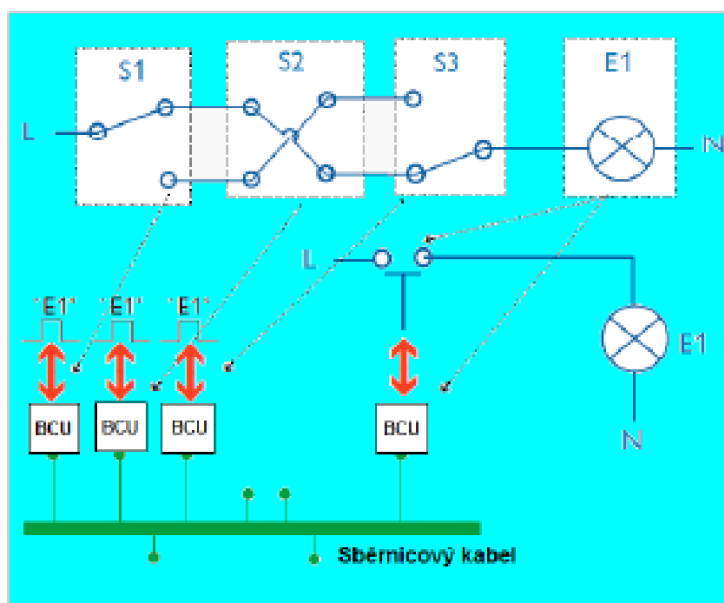 S1 S2 S3 E1
L N
L
"E1" "E1" "E1"
E1
BCU BCU BCU BCU
N
Sběrnicový kabel